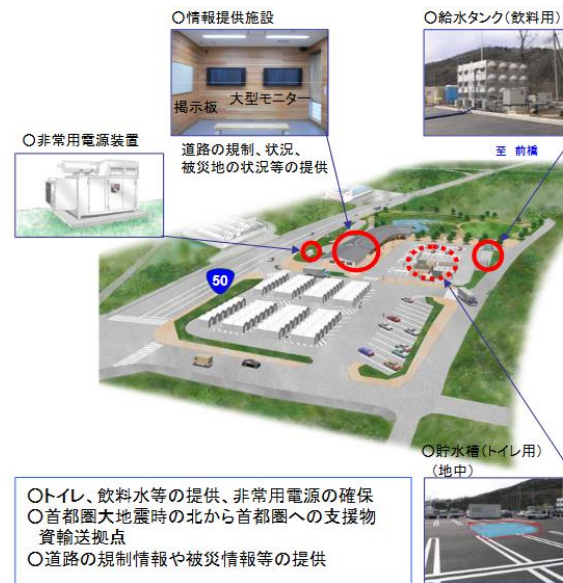 ○情報提供施設
掲示板
大型モニター
道路の規制、状況、
被災地の状況等の提供
○給水タンク(飲料用)
至 前橋
○非常用電源装置
50
○貯水槽(トイレ用)
(地中)
○トイレ、飲料水等の提供、非常用電源の確保
○首都圏大地震時の北から首都圏への支援物
資輸送拠点
○道路の規制情報や被災情報等の提供